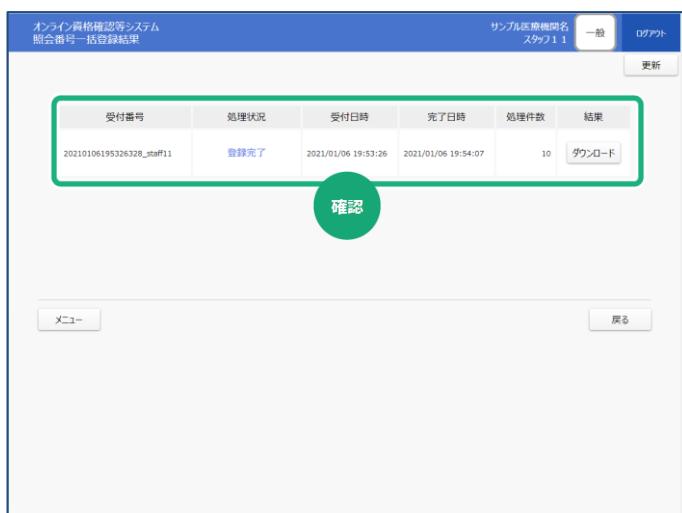 オンライン資格確認等システム
照会番号一括登録結果
サンプル医療機関名
スタッフ11
一般
ログアウト
更新
受付番号 処理状況 受付日時 完了日時 処理件数 結果
20210106195326328_staff11 登録完了 2021/01/06 19:53:26 2021/01/06 19:54:07 10 ダウンロード
確認
メニュー 戻る